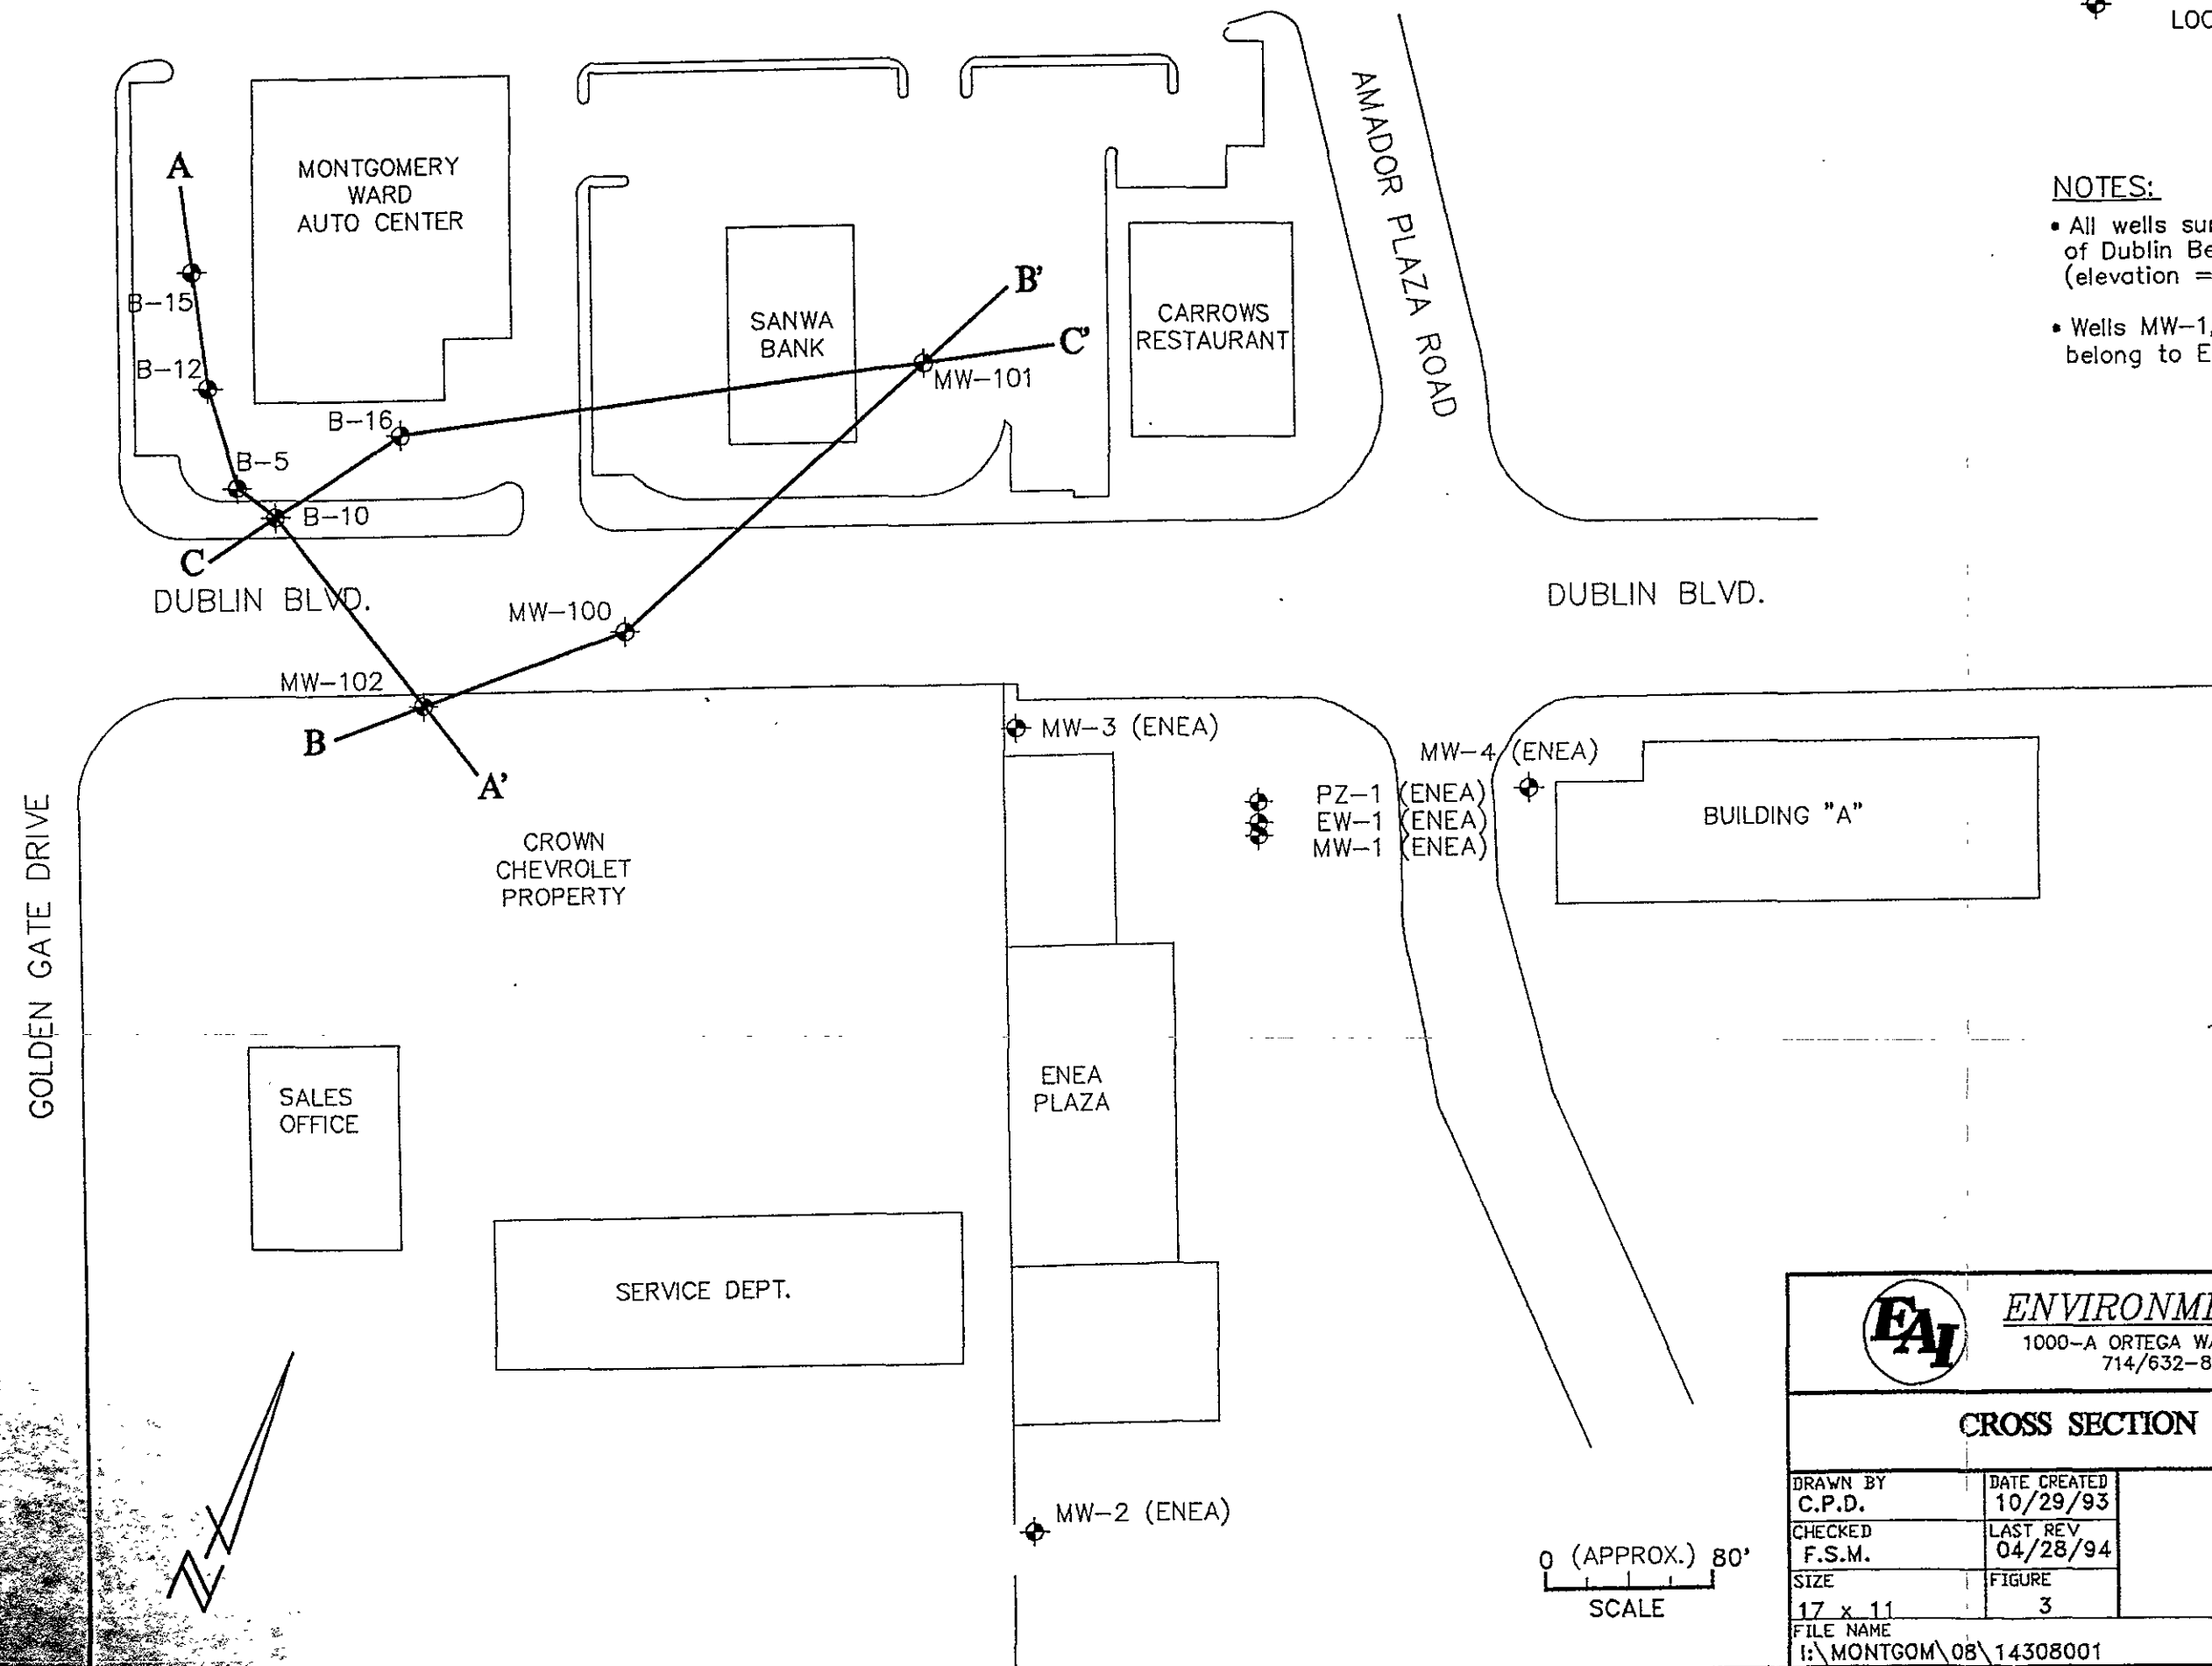 LOC
NOTES:
• All wells sur
of Dublin Be
(elevation =
• Wells MW-1,
belong to E
AMADOR PLAZA ROAD
A
MONTGOMERY
WARD
AUTO CENTER
B-15
B-12
B-5
B-10
B-16
C
SANWA
BANK
B'
C'
MW-101
CARROWS
RESTAURANT
DUBLIN BLVD.
DUBLIN BLVD.
MW-100
MW-102
B
A'
MW-3 (ENEA)
MW-4 (ENEA)
PZ-1 (ENEA)
EW-1 (ENEA)
MW-1 (ENEA)
BUILDING "A"
CROWN
CHEVROLET
PROPERTY
GOLDEN GATE DRIVE
SALES
OFFICE
ENEA
PLAZA
SERVICE DEPT.
MW-2 (ENEA)
N
0 (APPROX.) 80'
SCALE
EAI
ENVIRONME
1000-A ORTEGA WA
714/632-8
CROSS SECTION
DRAWN BY
C.P.D.
DATE CREATED
10/29/93
CHECKED
F.S.M.
LAST REV
04/28/94
SIZE
17 x 11
FIGURE
3
FILE NAME
I:\MONTGOM\08\14308001